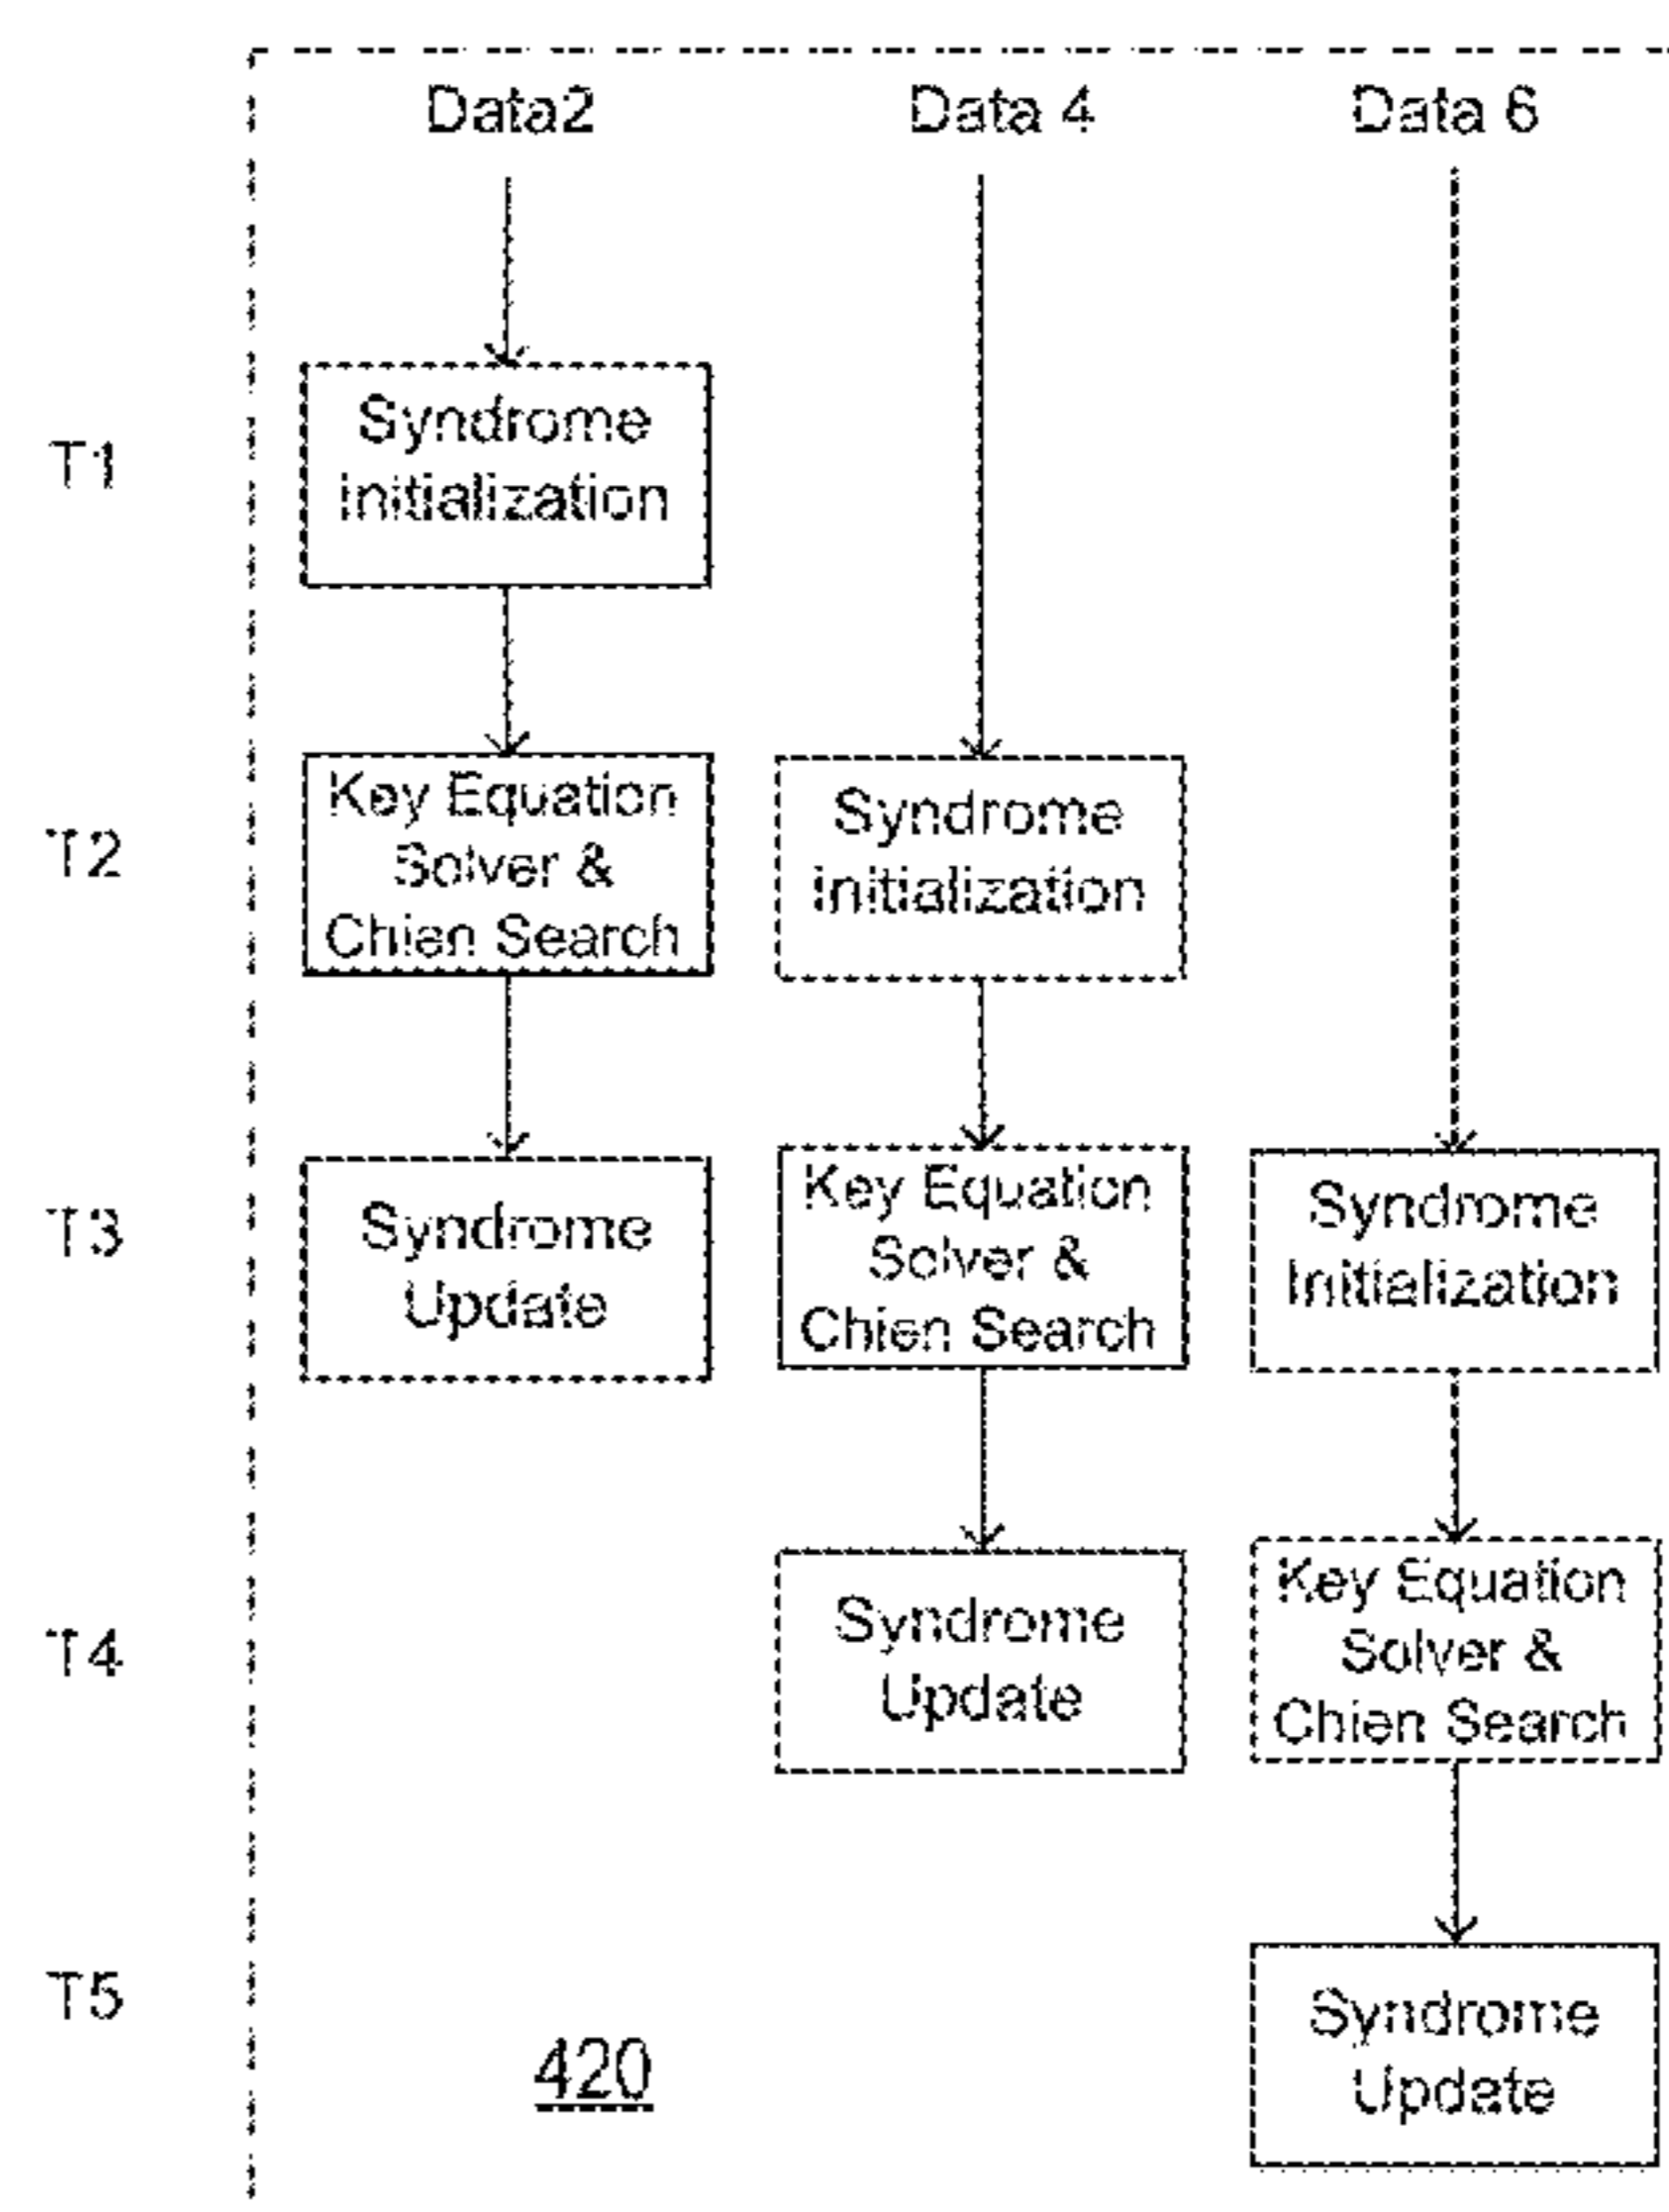 Data2 Data 4 Data 6
T1
Syndrome
Initialization
T2
Key Equation
Solver &
Chien Search
Syndrome
Initialization
T3
Syndrome
Update
Key Equation
Solver &
Chien Search
Syndrome
Initialization
T4
Syndrome
Update
Key Equation
Solver &
Chien Search
T5
420
Syndrome
Update